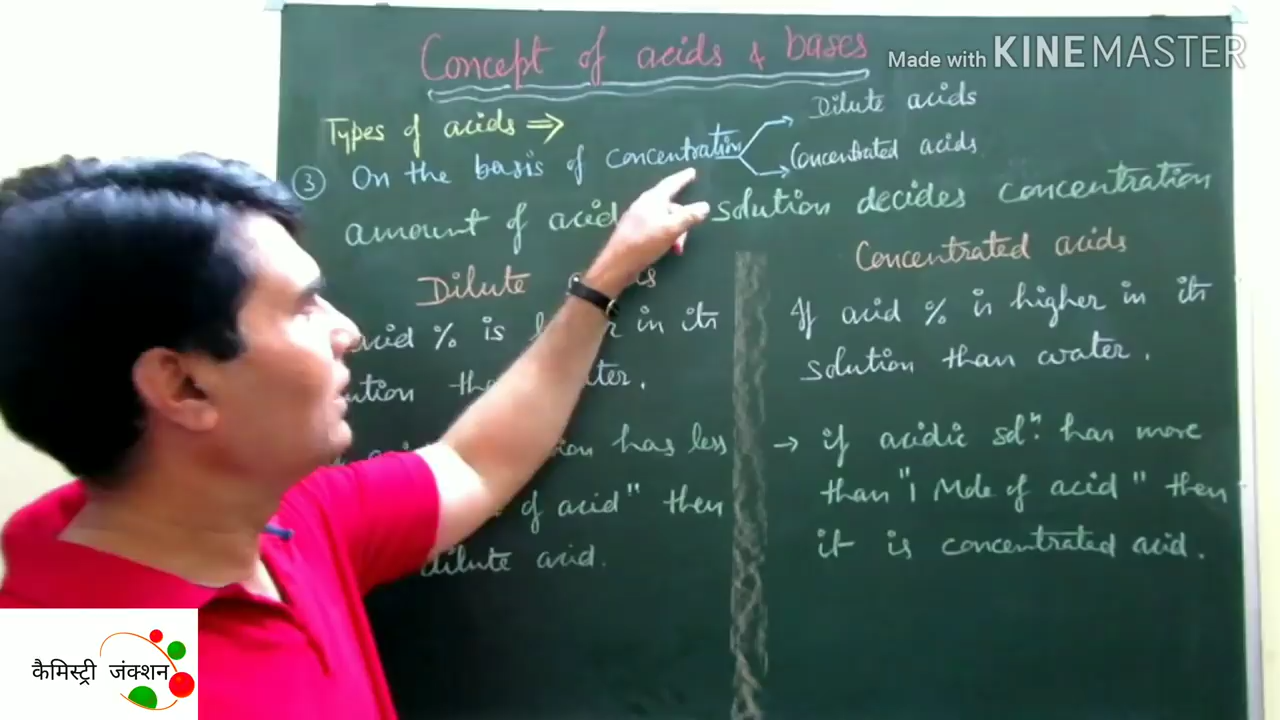 Concept of acids & bases
Made with KINEMASTER
Types of acids ⇒
Dilute acids
③ On the basis of concentration
Concentrated acids
amount of acid solution decides concentration
Dilute
acid % is in its
than
has less
of acid" then
dilute acid.
Concentrated acids
If acid % is higher in its
solution than water.
→ if acidic solⁿ. has more
than "1 Mole of acid" then
it is concentrated acid.
कैमिस्ट्री जंक्शन